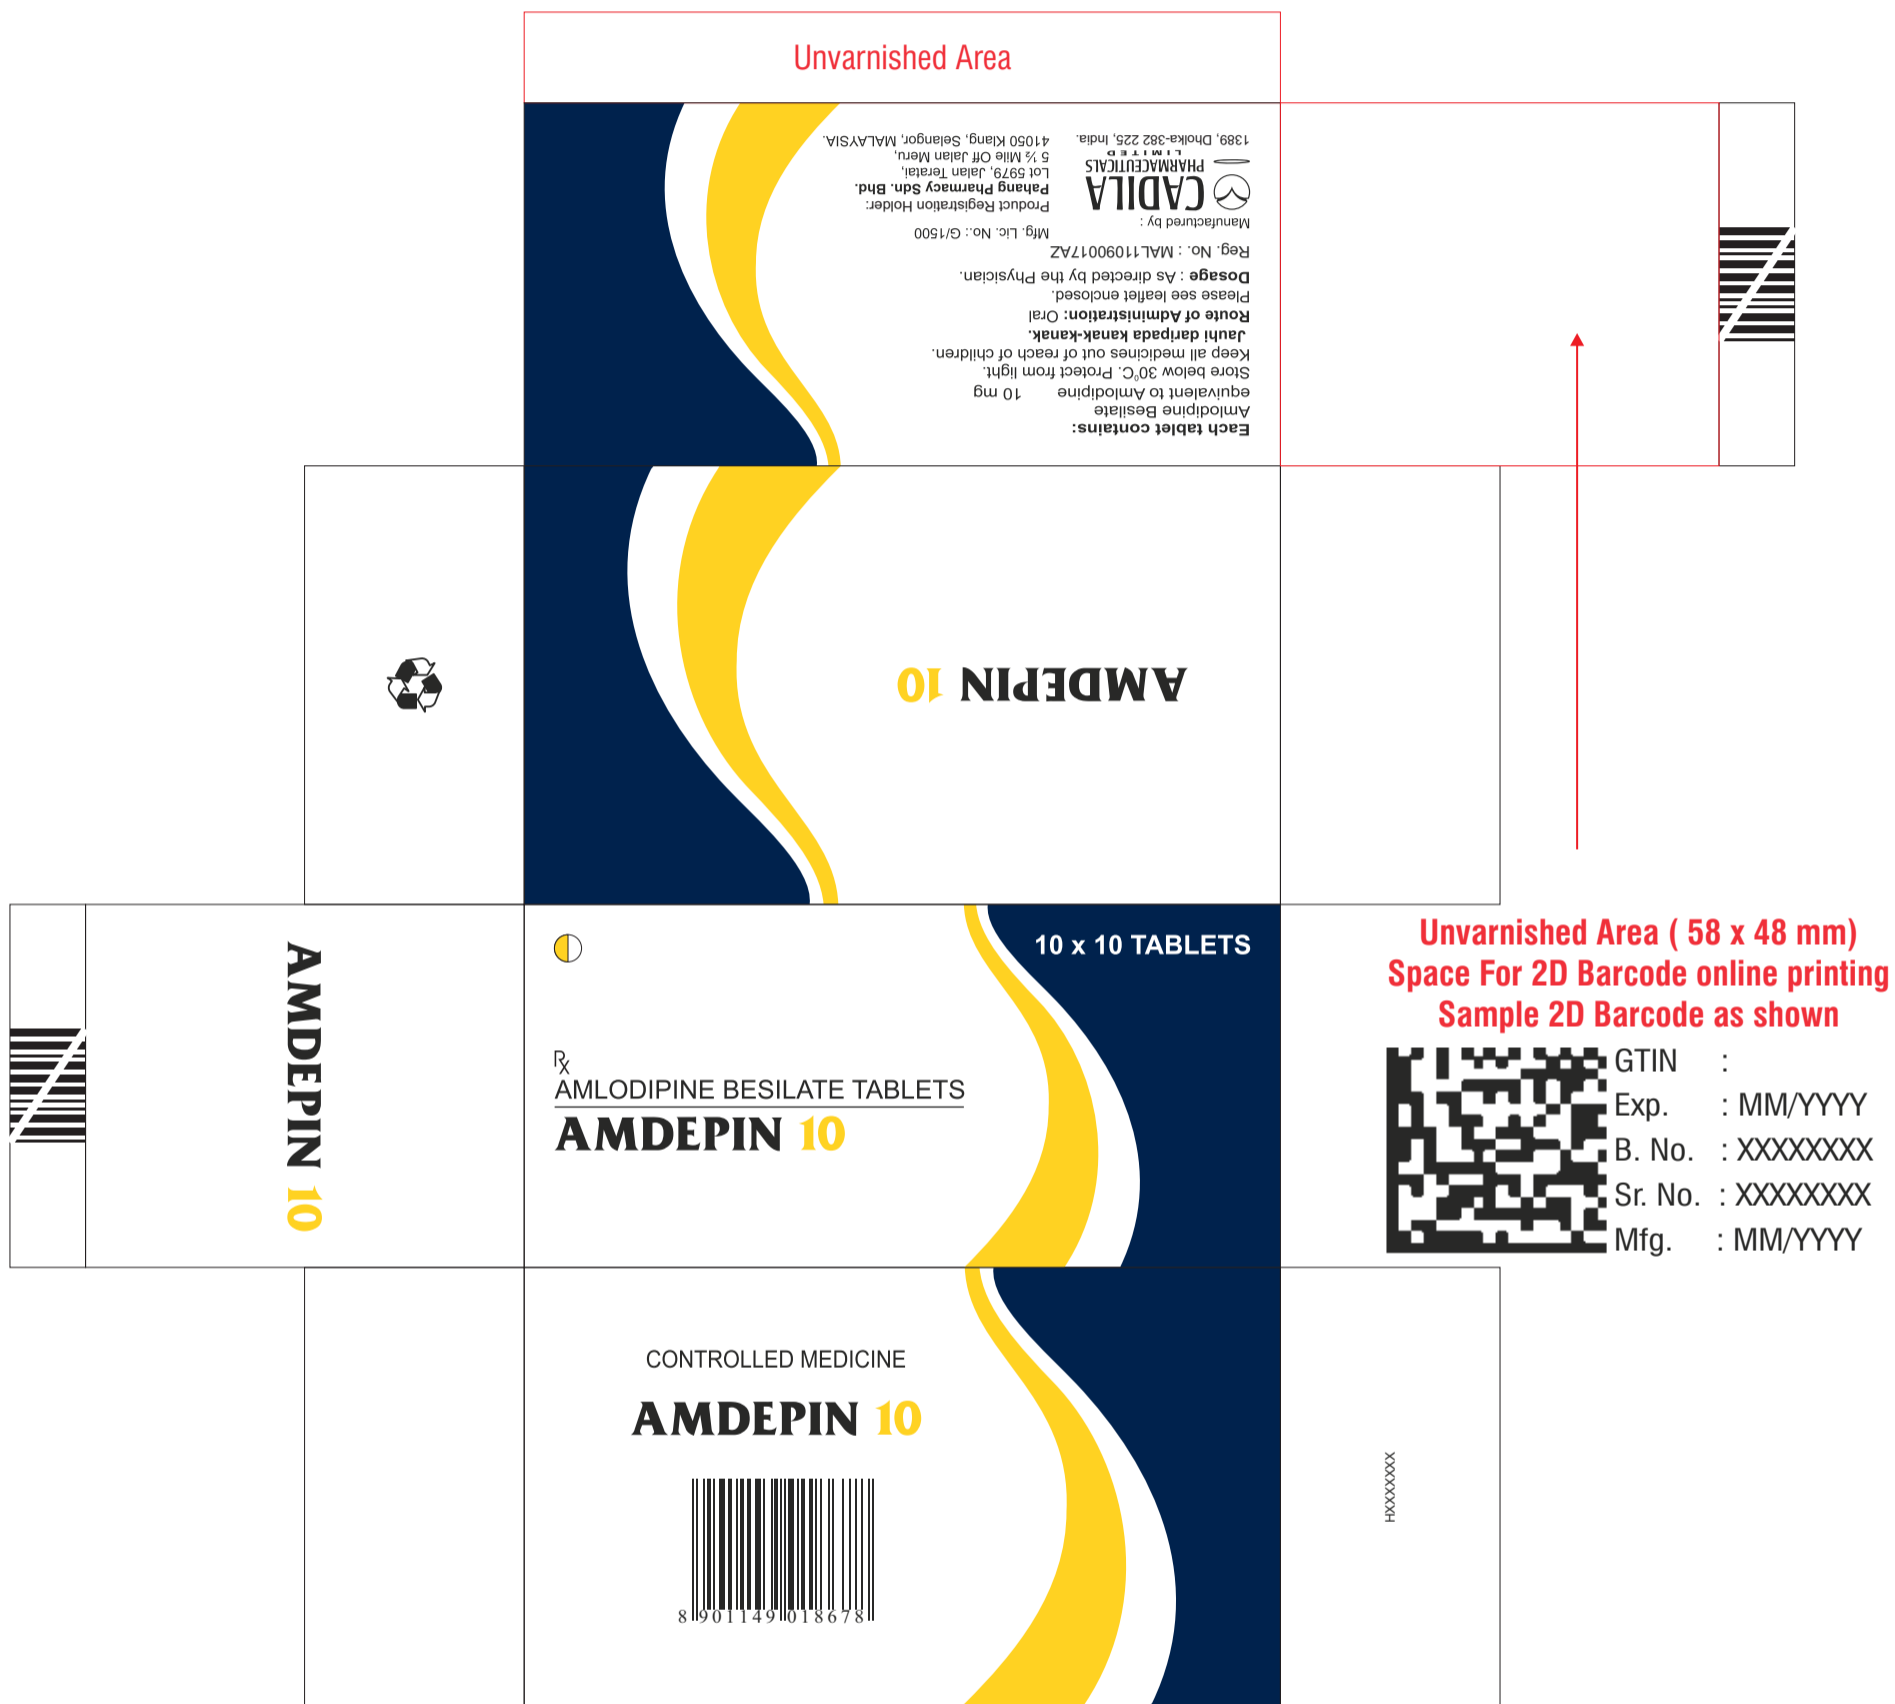 Unvarnished Area
Each tablet contains:
Amlodipine Besilate
equivalent to Amlodipine 10 mg
Store below 30⁰C. Protect from light.
Keep all medicines out of reach of children.
Jauhi daripada kanak-kanak.
Route of Administration: Oral
Please see leaflet enclosed.
Dosage : As directed by the Physician.
Reg. No. : MAL11090017AZ
Mfg. Lic. No.: G/1500
Manufactured by :
CADILA
PHARMACEUTICALS
LIMITED
1389, Dholka-382 225, India.
Product Registration Holder:
Pahang Pharmacy Sdn. Bhd.
Lot 5979, Jalan Teratai,
5 ½ Mile Off Jalan Meru,
41050 Klang, Selangor, MALAYSIA.
AMDEPIN 10
AMDEPIN 10
10 x 10 TABLETS
Rx
AMLODIPINE BESILATE TABLETS
AMDEPIN 10
Unvarnished Area ( 58 x 48 mm)
Space For 2D Barcode online printing
Sample 2D Barcode as shown
GTIN :
Exp. : MM/YYYY
B. No. : XXXXXXXX
Sr. No. : XXXXXXXX
Mfg. : MM/YYYY
CONTROLLED MEDICINE
AMDEPIN 10
8 901149 018678
HXXXXXXX